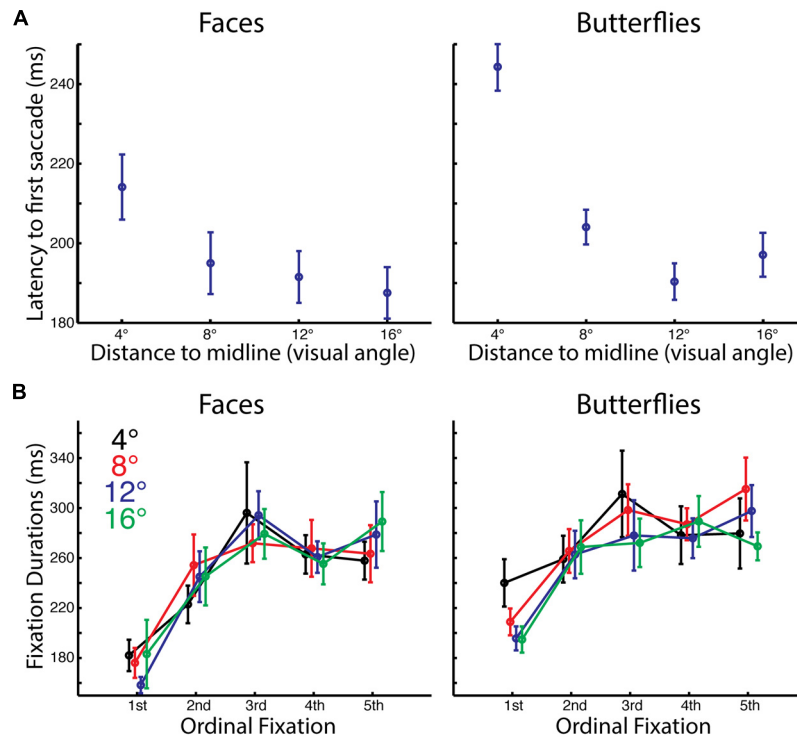 A
Faces
Butterflies
Latency to first saccade (ms)
240
220
200
180
4° 8° 12° 16°
4° 8° 12° 16°
Distance to midline (visual angle)
Distance to midline (visual angle)
B
Faces
Butterflies
4°
8°
12°
16°
Fixation Durations (ms)
340
300
260
220
180
1st 2nd 3rd 4th 5th
1st 2nd 3rd 4th 5th
Ordinal Fixation
Ordinal Fixation